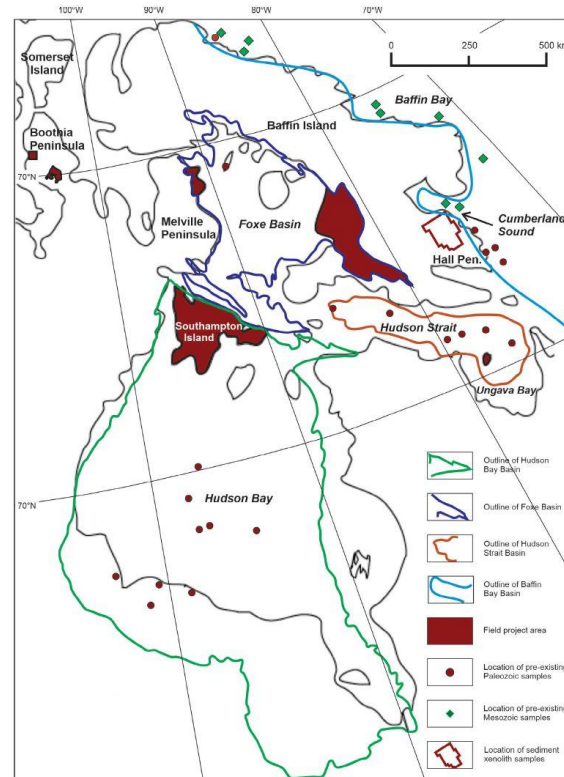 100°W
90°W
80°W
70°W
Somerset
Island
0
250
500 km
Baffin Bay
Boothia
Peninsula
Baffin Island
70°N
Melville
Peninsula
Foxe Basin
Cumberland
Sound
Hall Pen.
Southampton
Island
Hudson Strait
Ungava Bay
70°N
Hudson Bay
90°W
80°W
70°W
Outline of Hudson
Bay Basin
Outline of Foxe Basin
Outline of Hudson
Strait Basin
Outline of Baffin
Bay Basin
Field project area
Location of pre-existing
Paleozoic samples
Location of pre-existing
Mesozoic samples
Location of sediment
xenolith samples